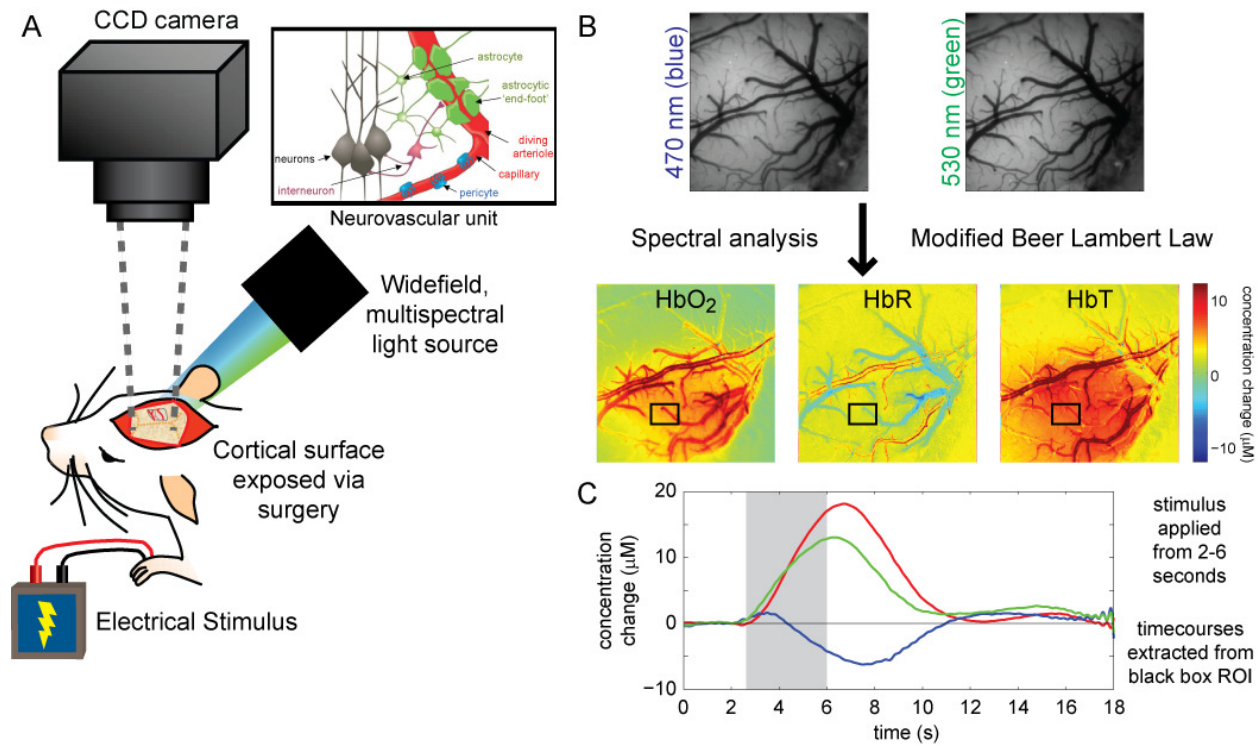 A
CCD camera
astrocyte
astrocytic
'end-foot'
diving
arteriole
capillary
neurons
interneuron
pericyte
Neurovascular unit
Widefield,
multispectral
light source
Cortical surface
exposed via
surgery
Electrical Stimulus
B
470 nm (blue)
530 nm (green)
Spectral analysis
Modified Beer Lambert Law
HbO₂
HbR
HbT
10
0
−10
concentration change (µM)
C
20
10
0
−10
concentration
change (µM)
0 2 4 6 8 10 12 14 16 18
time (s)
stimulus
applied
from 2-6
seconds
timecourses
extracted from
black box ROI